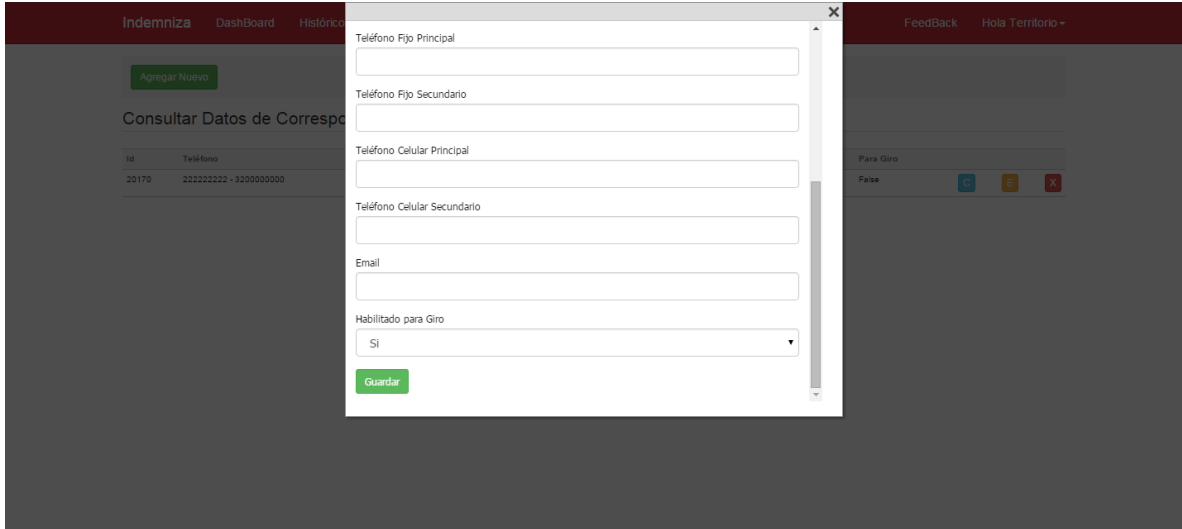 Indemniza DashBoard Histórico FeedBack Hola Territorio
Teléfono Fijo Principal
Agregar Nuevo
Teléfono Fijo Secundario
Consultar Datos de Correspo
Teléfono Celular Principal
Id Teléfono Para Giro
20170 222222222 - 3200000000 False C E X
Teléfono Celular Secundario
Email
Habilitado para Giro
Si
Guardar